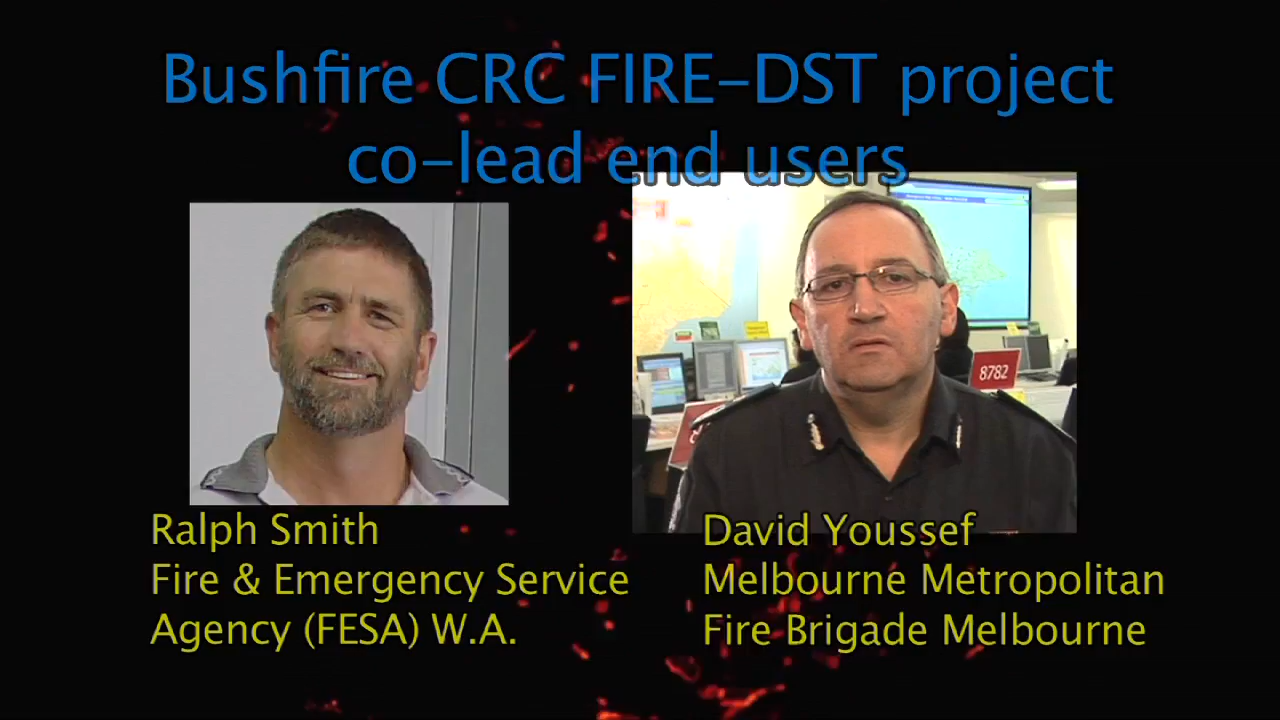 Bushfire CRC FIRE-DST project
co-lead end users
8782
Ralph Smith
Fire & Emergency Service
Agency (FESA) W.A.
David Youssef
Melbourne Metropolitan
Fire Brigade Melbourne